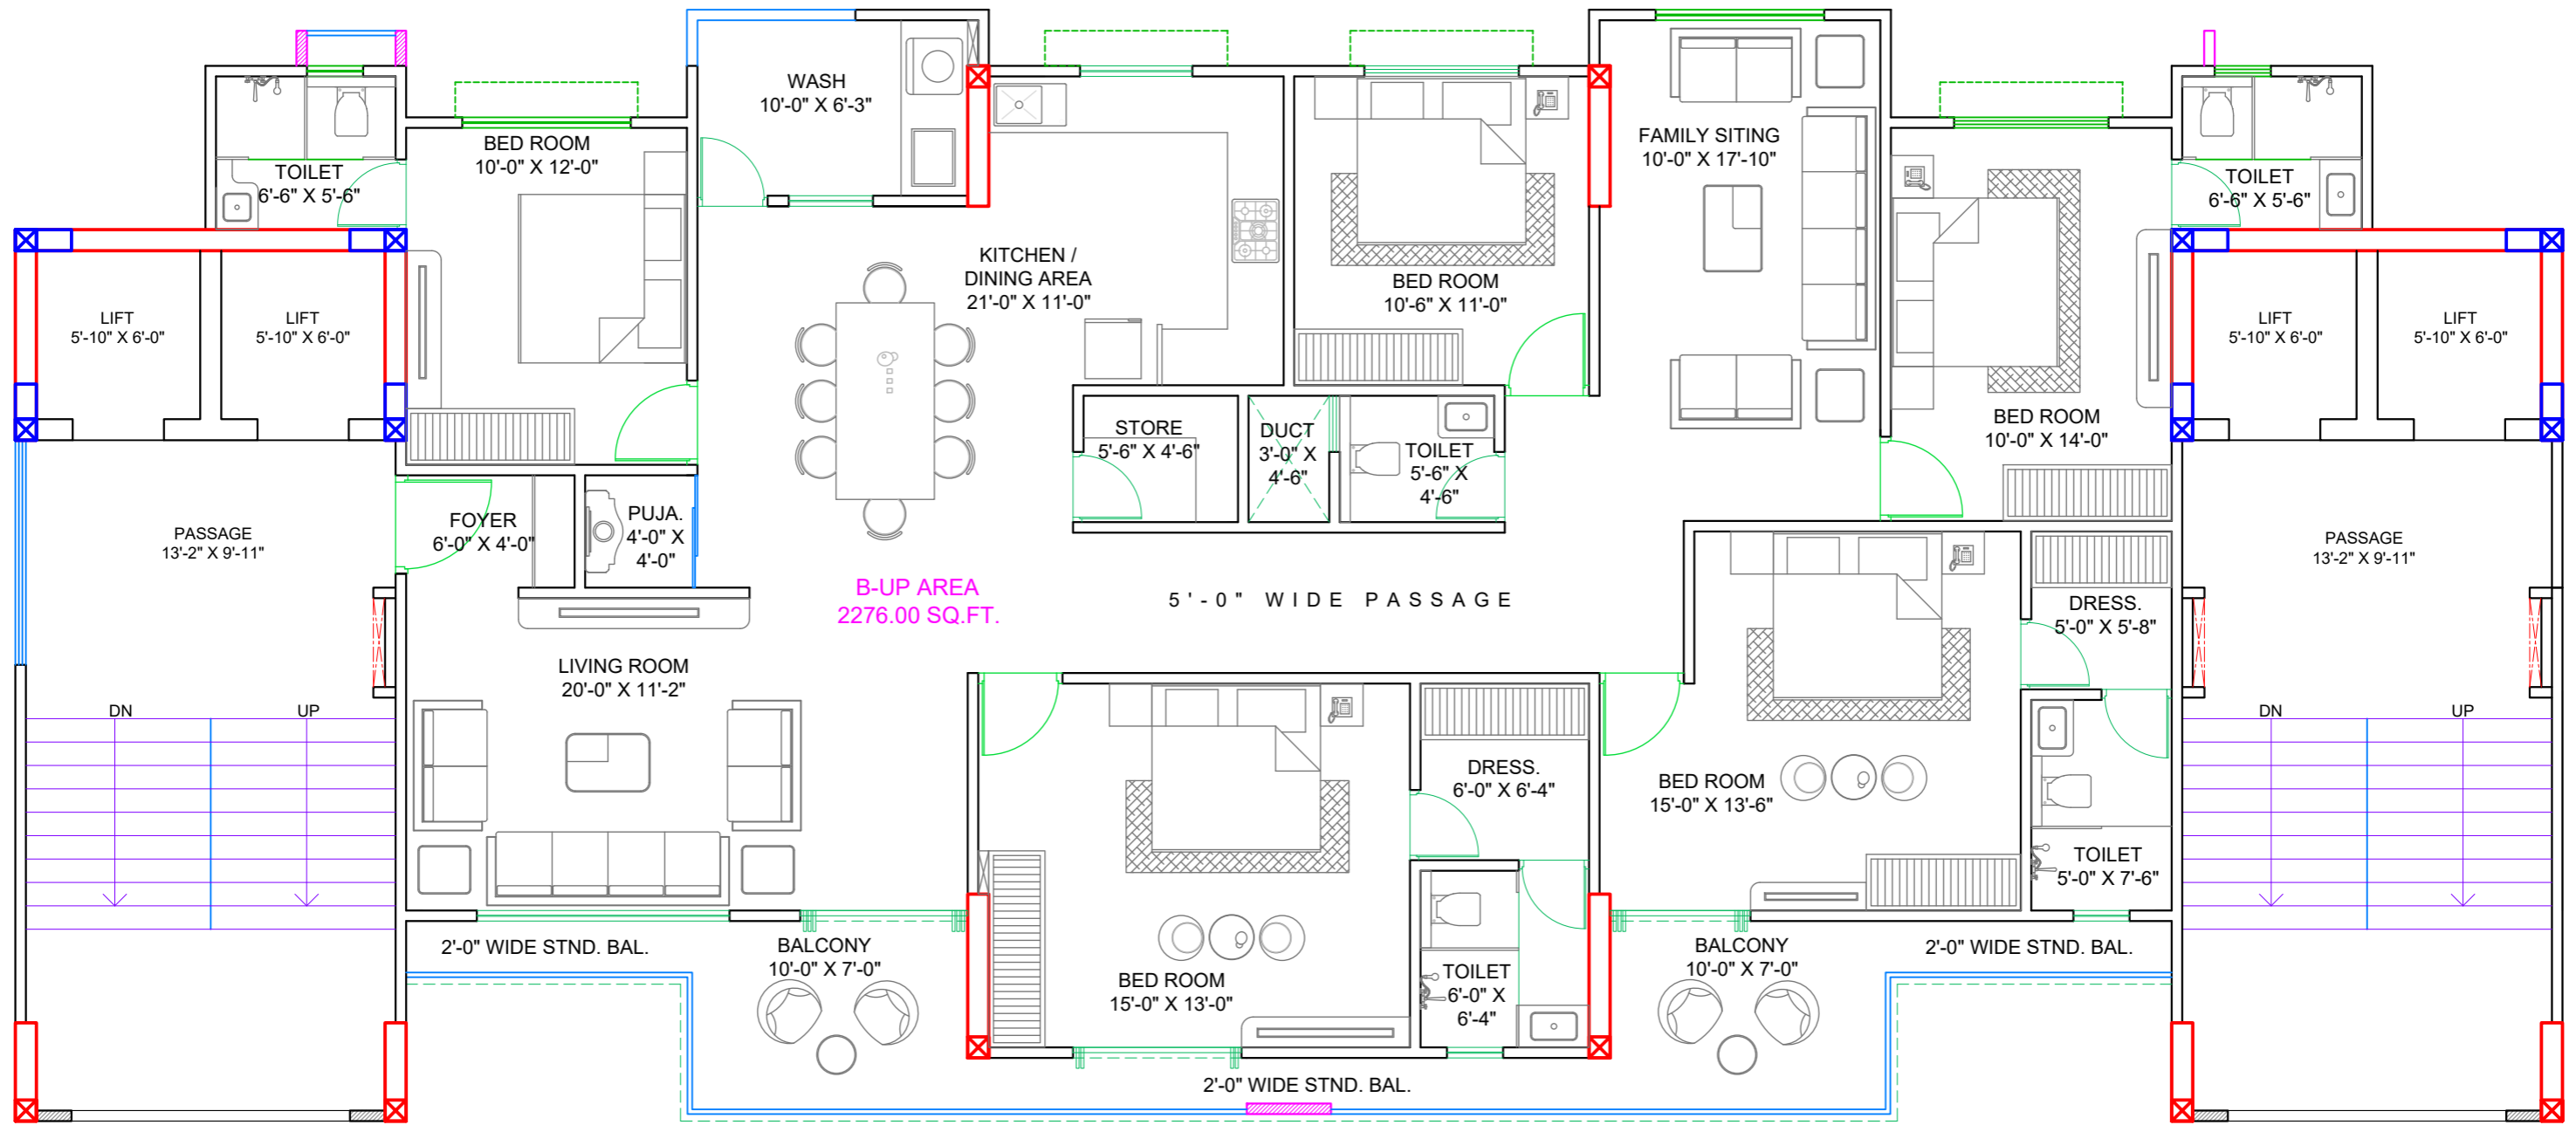 WASH
10'-0" X 6'-3"
BED ROOM
10'-0" X 12'-0"
TOILET
6'-6" X 5'-6"
FAMILY SITING
10'-0" X 17'-10"
TOILET
6'-6" X 5'-6"
KITCHEN /
DINING AREA
21'-0" X 11'-0"
BED ROOM
10'-6" X 11'-0"
LIFT
5'-10" X 6'-0"
LIFT
5'-10" X 6'-0"
LIFT
5'-10" X 6'-0"
LIFT
5'-10" X 6'-0"
BED ROOM
10'-0" X 14'-0"
STORE
5'-6" X 4'-6"
DUCT
3'-0" X
4'-6"
TOILET
5'-6" X
4'-6"
PASSAGE
13'-2" X 9'-11"
FOYER
6'-0" X 4'-0"
PUJA.
4'-0" X
4'-0"
PASSAGE
13'-2" X 9'-11"
B-UP AREA
2276.00 SQ.FT.
5'-0" WIDE PASSAGE
DRESS.
5'-0" X 5'-8"
LIVING ROOM
20'-0" X 11'-2"
DN
UP
DN
UP
DRESS.
6'-0" X 6'-4"
BED ROOM
15'-0" X 13'-6"
TOILET
5'-0" X 7'-6"
2'-0" WIDE STND. BAL.
BALCONY
10'-0" X 7'-0"
BED ROOM
15'-0" X 13'-0"
TOILET
6'-0" X
6'-4"
BALCONY
10'-0" X 7'-0"
2'-0" WIDE STND. BAL.
2'-0" WIDE STND. BAL.